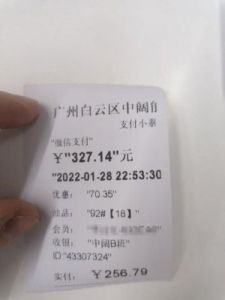 广州白云区中阔
支付小票
"微信支付"
￥"327.14"元
"2022-01-28 22:53:30
优惠： "70.35"
油品： "92#【18】"
会员：
收银： "中阔B班"
ID："43307324"
实付： ￥256.79